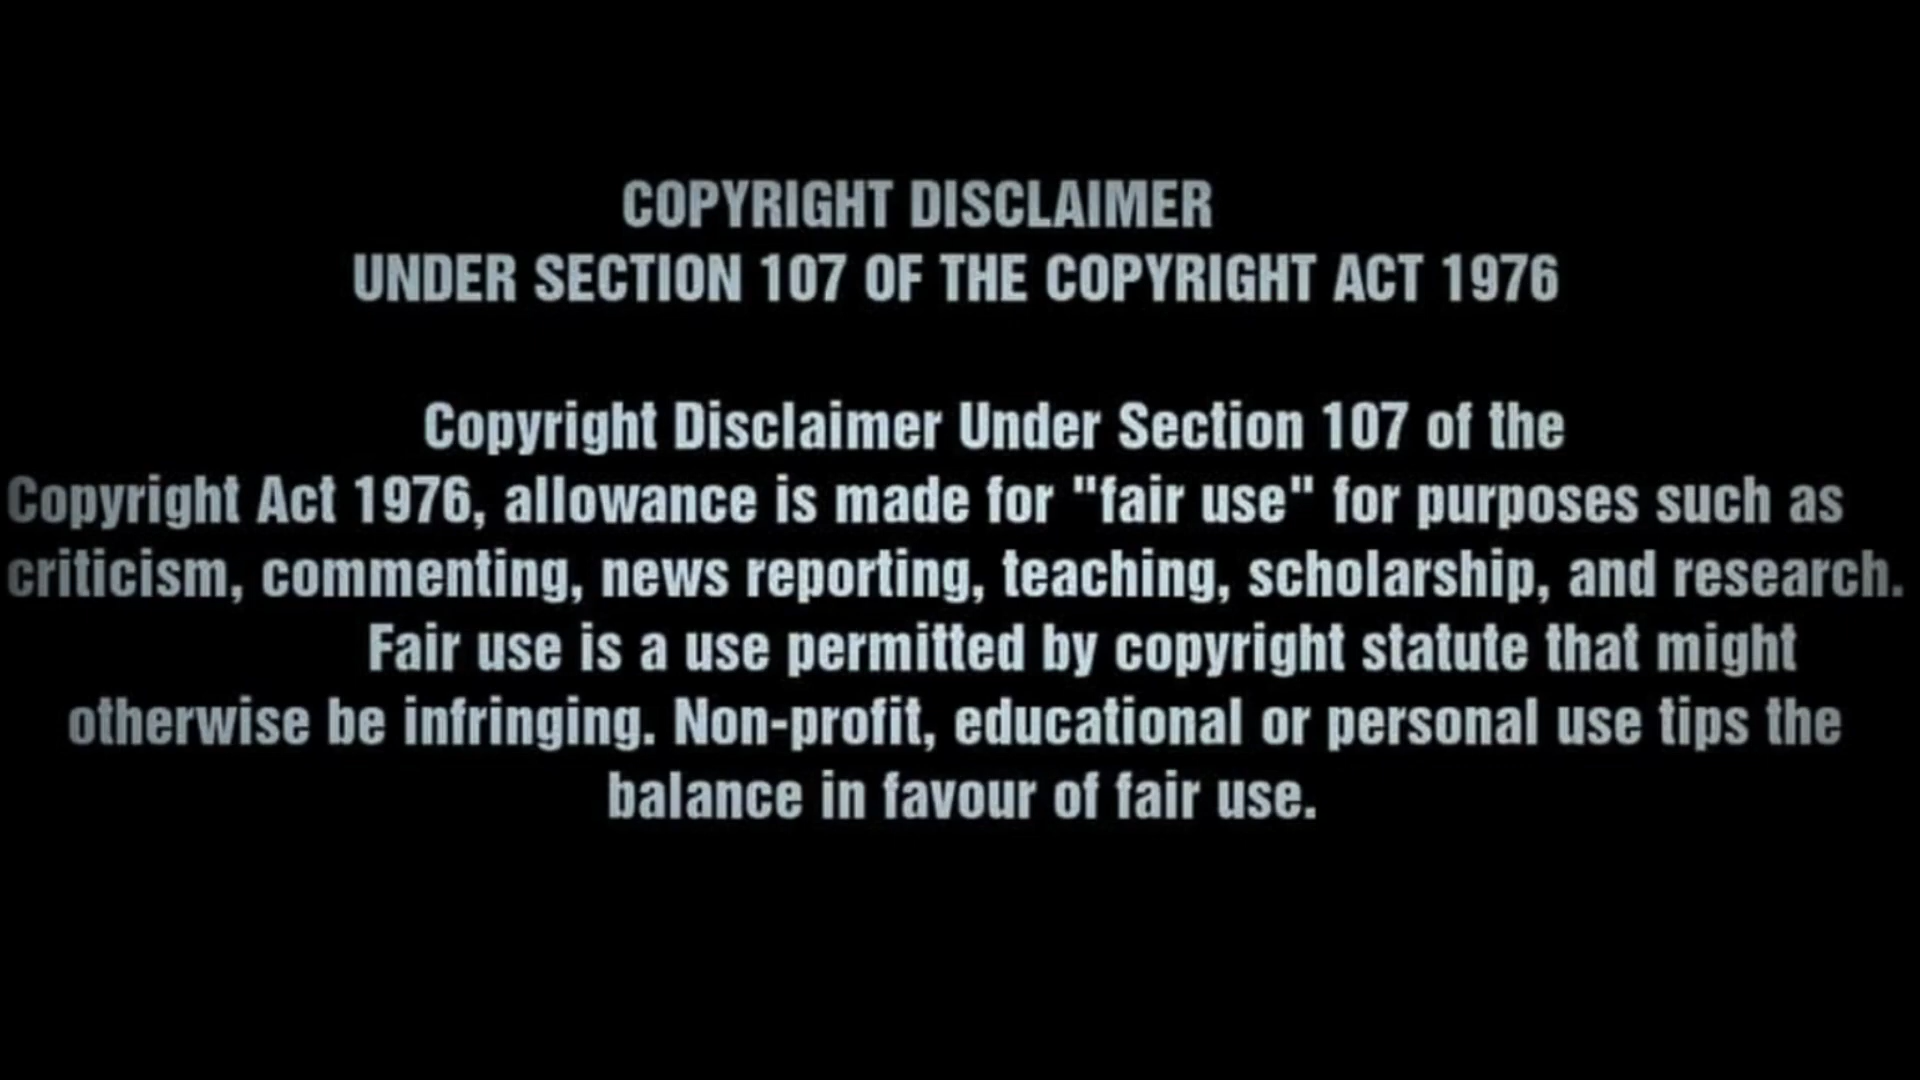 COPYRIGHT DISCLAIMER
UNDER SECTION 107 OF THE COPYRIGHT ACT 1976
Copyright Disclaimer Under Section 107 of the
Copyright Act 1976, allowance is made for "fair use" for purposes such as
criticism, commenting, news reporting, teaching, scholarship, and research.
Fair use is a use permitted by copyright statute that might
otherwise be infringing. Non-profit, educational or personal use tips the
balance in favour of fair use.